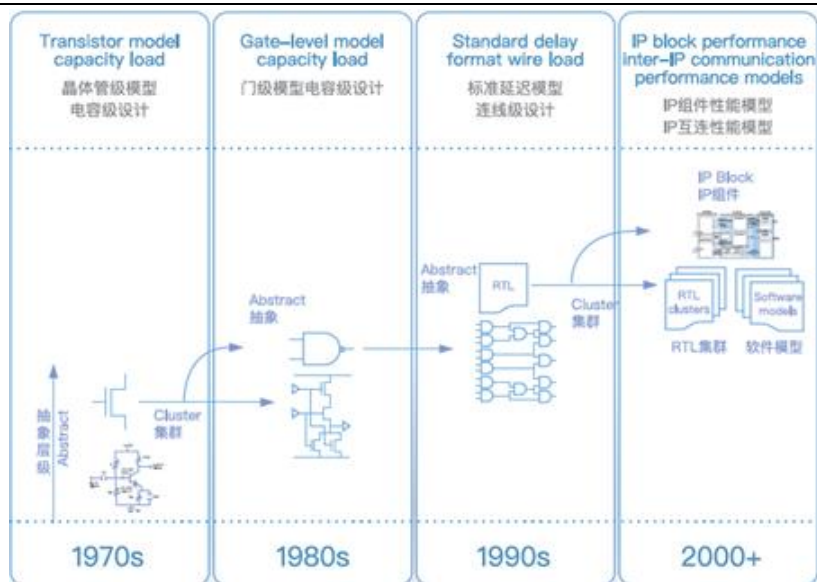 Transistor model
capacity load
晶体管级模型
电容级设计
Gate-level model
capacity load
门级模型电容级设计
Standard delay
format wire load
标准延迟模型
连线级设计
IP block performance
inter-IP communication
performance models
IP组件性能模型
IP互连性能模型
抽象层级
Abstract
Cluster
集群
Abstract
抽象
Abstract
抽象
RTL
Cluster
集群
IP Block
IP组件
RTL
clusters
Software
models
RTL集群
软件模型
1970s
1980s
1990s
2000+